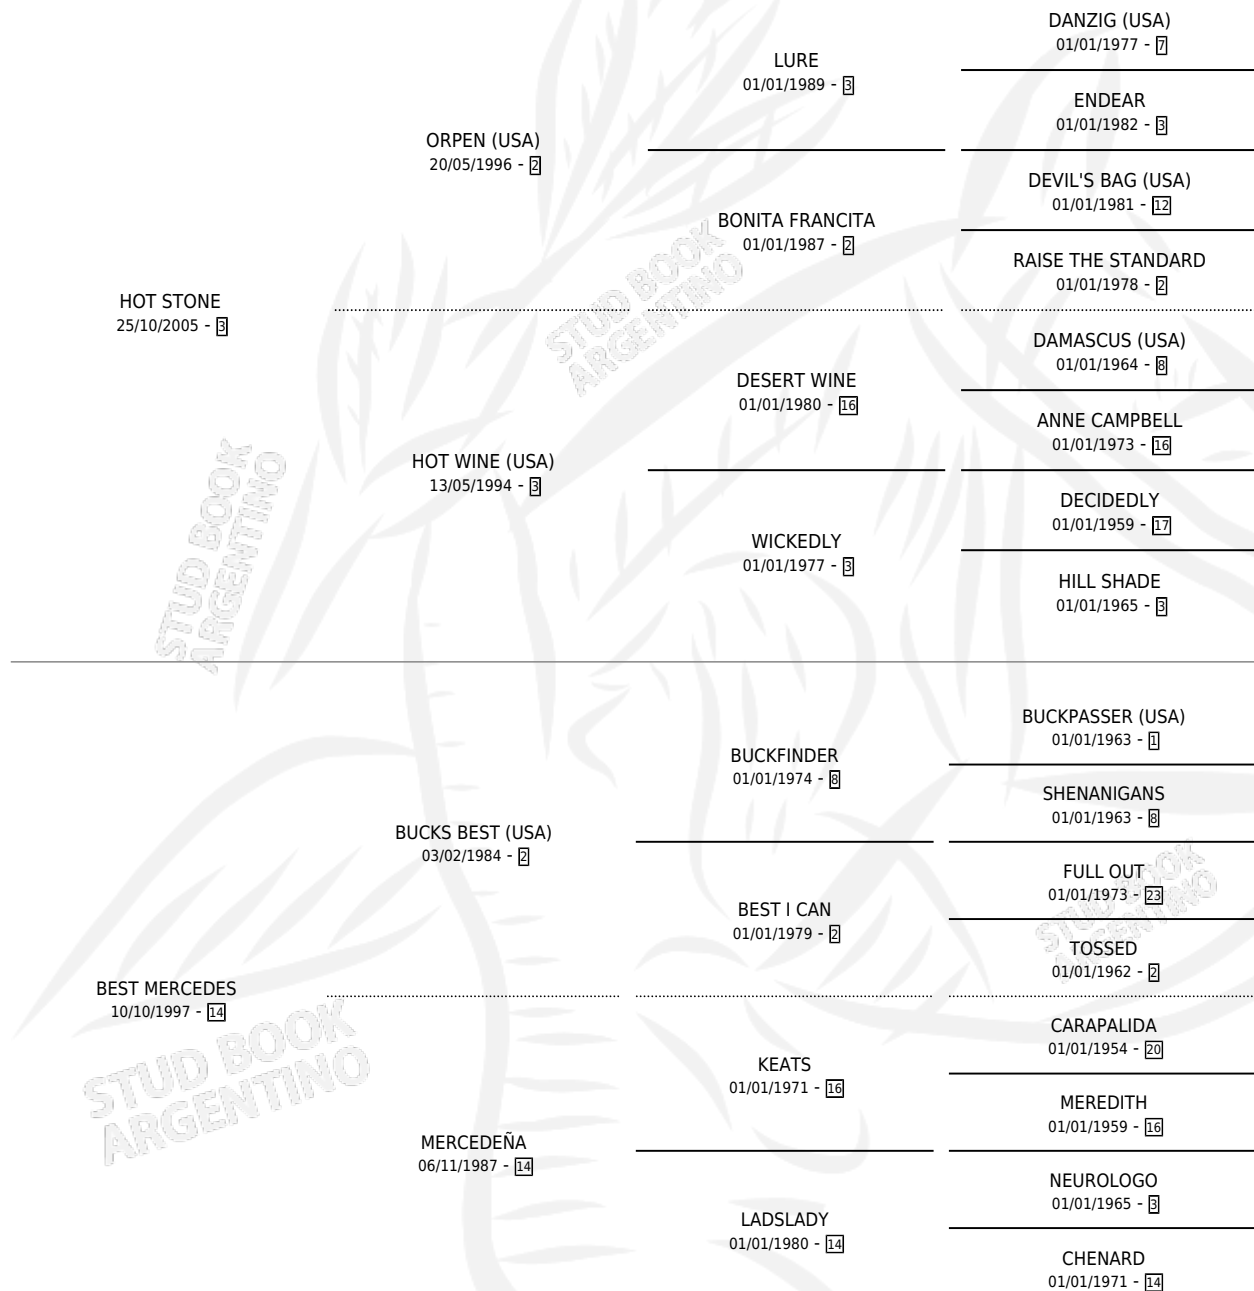 DANZIG (USA)
01/01/1977 - 7
LURE
01/01/1989 - 3
ENDEAR
01/01/1982 - 3
ORPEN (USA)
20/05/1996 - 2
DEVIL'S BAG (USA)
01/01/1981 - 12
BONITA FRANCITA
01/01/1987 - 2
RAISE THE STANDARD
01/01/1978 - 2
HOT STONE
25/10/2005 - 3
DAMASCUS (USA)
01/01/1964 - 8
DESERT WINE
01/01/1980 - 16
ANNE CAMPBELL
01/01/1973 - 16
HOT WINE (USA)
13/05/1994 - 3
DECIDEDLY
01/01/1959 - 17
WICKEDLY
01/01/1977 - 3
HILL SHADE
01/01/1965 - 3
BUCKPASSER (USA)
01/01/1963 - 1
BUCKFINDER
01/01/1974 - 8
SHENANIGANS
01/01/1963 - 8
BUCKS BEST (USA)
03/02/1984 - 2
FULL OUT
01/01/1973 - 23
BEST I CAN
01/01/1979 - 2
TOSSED
01/01/1962 - 2
BEST MERCEDES
10/10/1997 - 14
CARAPALIDA
01/01/1954 - 20
KEATS
01/01/1971 - 16
MEREDITH
01/01/1959 - 16
MERCEDEÑA
06/11/1987 - 14
NEUROLOGO
01/01/1965 - 3
LADSLADY
01/01/1980 - 14
CHENARD
01/01/1971 - 14
STUD BOOK
ARGENTINO
STUD BOOK
ARGENTINO
STUD BOOK
ARGENTINO
STUD BOOK
ARGENTINO